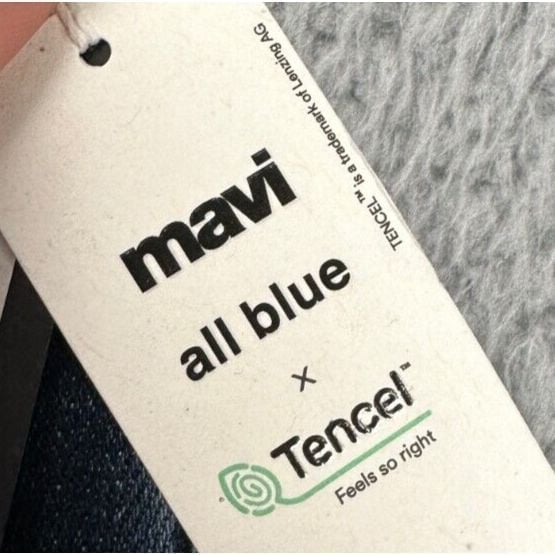 mavi
all blue
x
Tencel™
Feels so right
TENCEL™ is a trademark of Lenzing AG